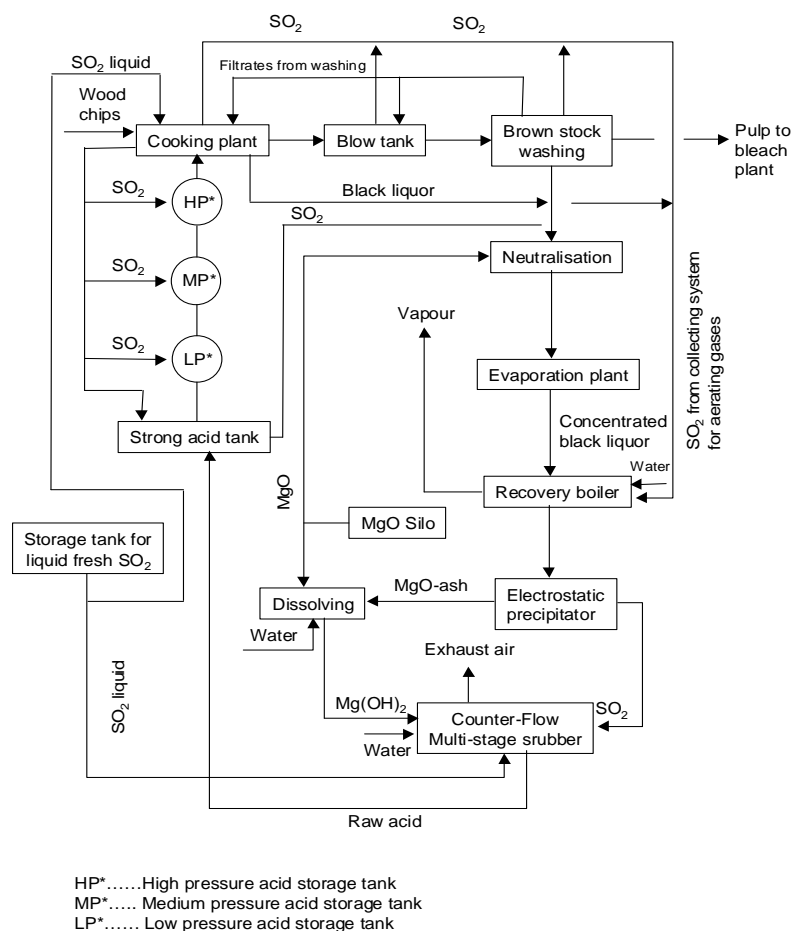 SO2
SO2
SO2 liquid
Filtrates from washing
Wood
chips
Cooking plant
Blow tank
Brown stock
washing
Pulp to
bleach
plant
Black liquor
SO2
HP*
SO2
Neutralisation
SO2
MP*
Vapour
SO2
LP*
Evaporation plant
SO2 from collecting system
for aerating gases
Strong acid tank
Concentrated
black liquor
Water
Recovery boiler
MgO
MgO Silo
Storage tank for
liquid fresh SO2
MgO-ash
Electrostatic
precipitator
Dissolving
Water
Exhaust air
SO2 liquid
Mg(OH)2
SO2
Counter-Flow
Multi-stage srubber
Water
Raw acid
HP*......High pressure acid storage tank
MP*..... Medium pressure acid storage tank
LP*...... Low pressure acid storage tank